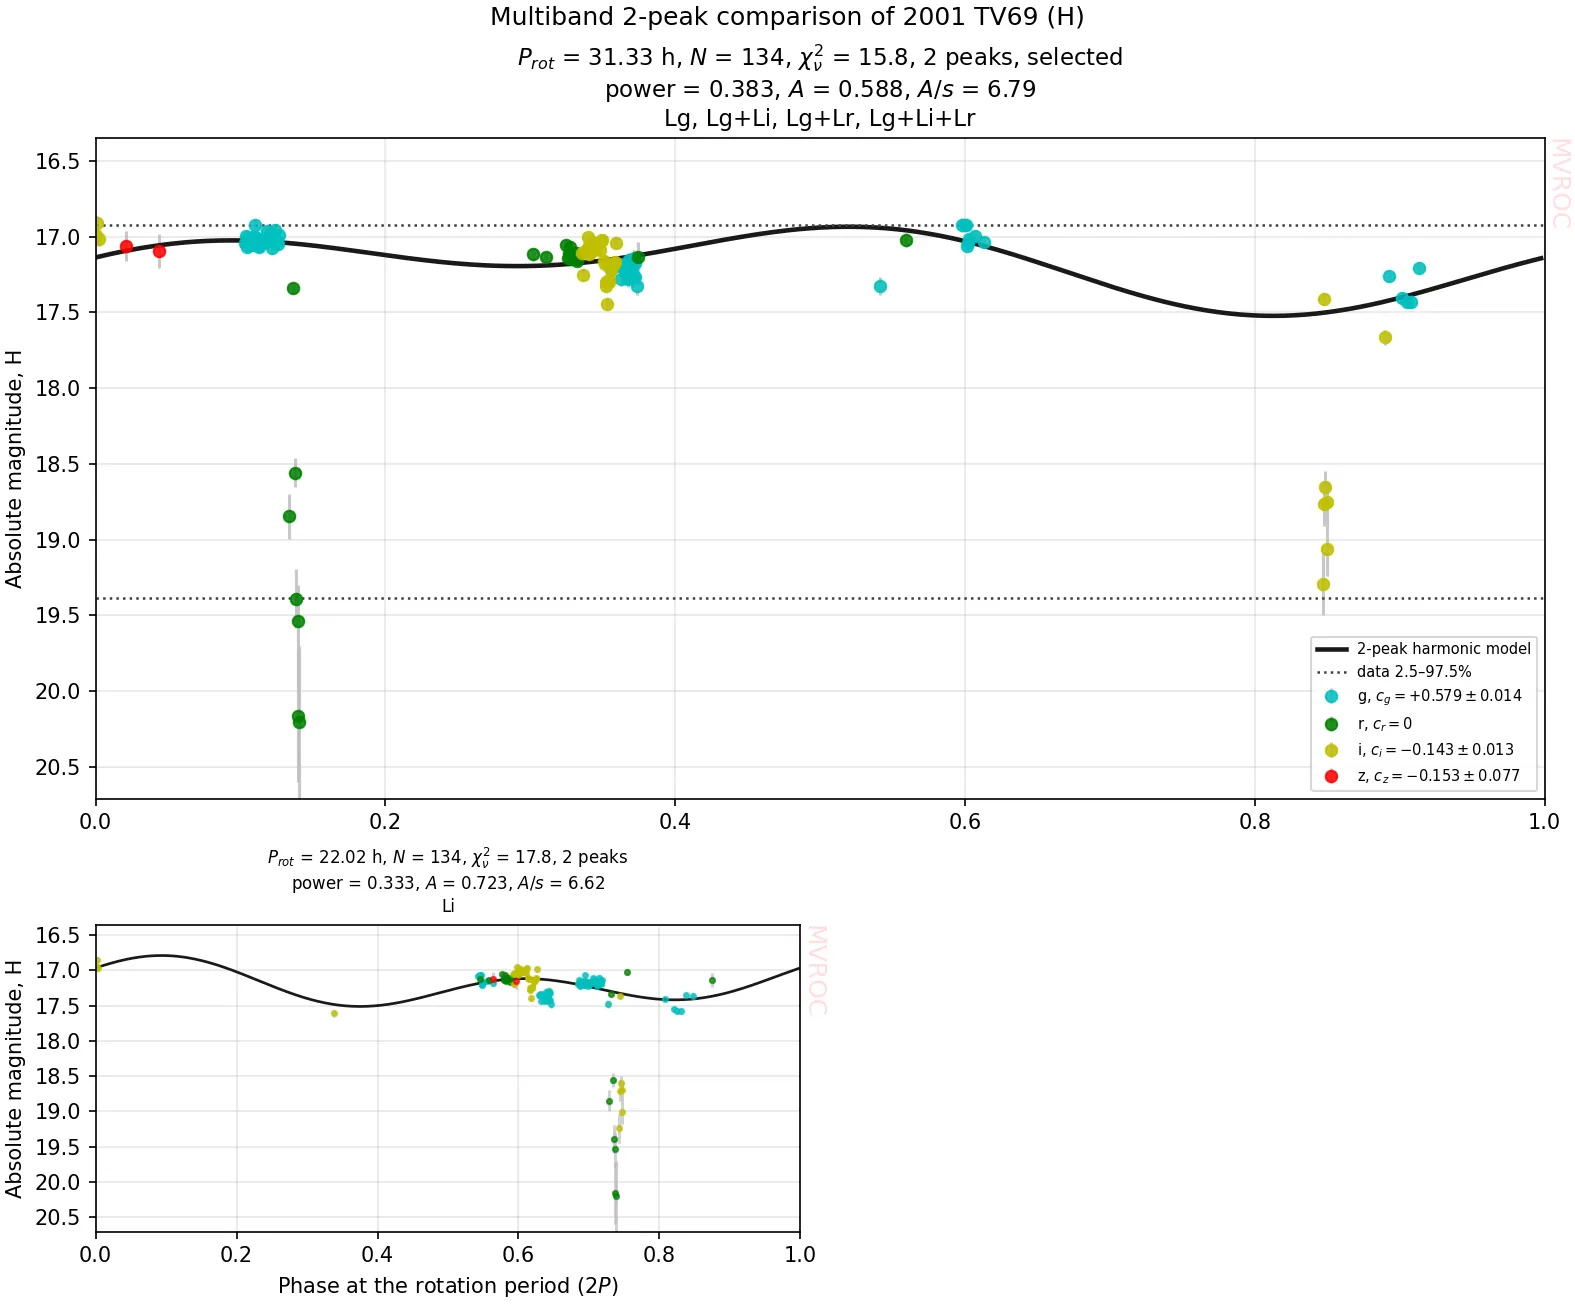 Multiband 2-peak comparison of 2001 TV69 (H)
P_rot = 31.33 h, N = 134, χ²_ν = 15.8, 2 peaks, selected
power = 0.383, A = 0.588, A/s = 6.79
Lg, Lg+Li, Lg+Lr, Lg+Li+Lr
MVROC
Absolute magnitude, H
16.5
17.0
17.5
18.0
18.5
19.0
19.5
20.0
20.5
2-peak harmonic model
data 2.5–97.5%
g, c_g = +0.579 ± 0.014
r, c_r = 0
i, c_i = −0.143 ± 0.013
z, c_z = −0.153 ± 0.077
0.0 0.2 0.4 0.6 0.8 1.0
P_rot = 22.02 h, N = 134, χ²_ν = 17.8, 2 peaks
power = 0.333, A = 0.723, A/s = 6.62
Li
MVROC
Absolute magnitude, H
16.5
17.0
17.5
18.0
18.5
19.0
19.5
20.0
20.5
0.0 0.2 0.4 0.6 0.8 1.0
Phase at the rotation period (2P)